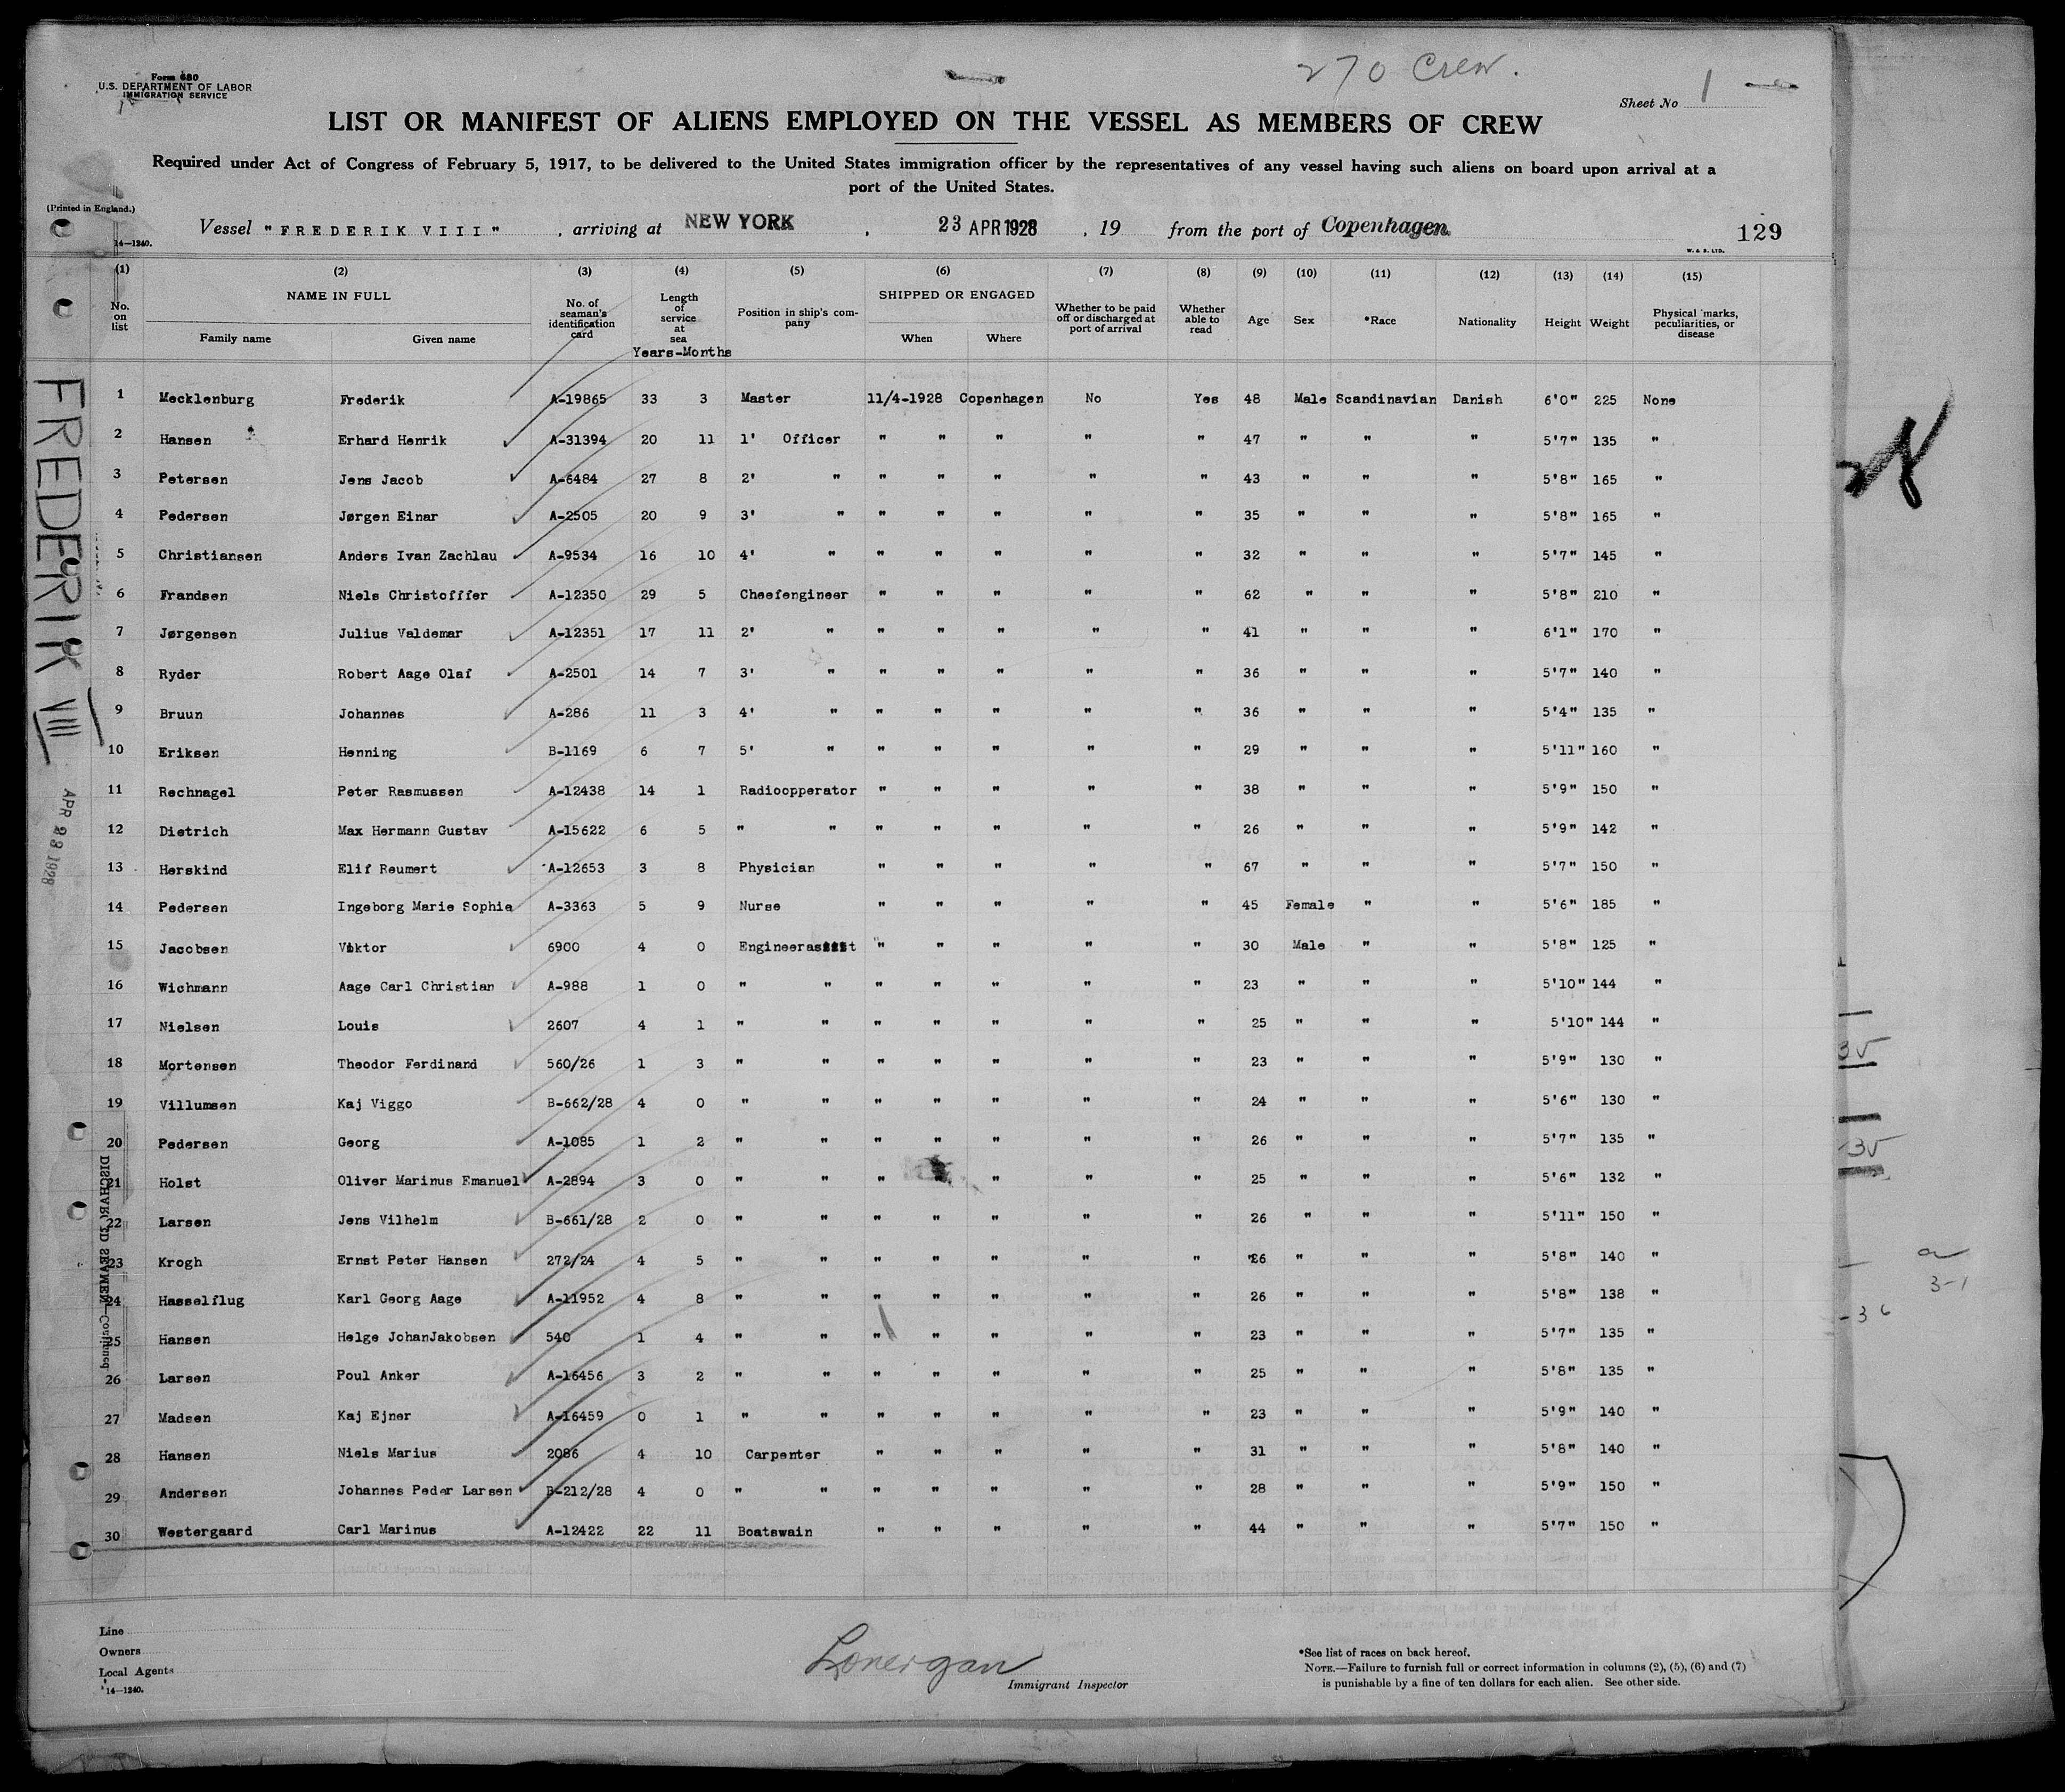 270 Crew.
Form 680
U.S. DEPARTMENT OF LABOR
IMMIGRATION SERVICE
Sheet No 1
LIST OR MANIFEST OF ALIENS EMPLOYED ON THE VESSEL AS MEMBERS OF CREW
Required under Act of Congress of February 5, 1917, to be delivered to the United States immigration officer by the representatives of any vessel having such aliens on board upon arrival at a
port of the United States.
(Printed in England.)
Vessel "FREDERIK VIII", arriving at NEW YORK, 23 APR 1928, 19 from the port of Copenhagen 129
14—1240.
W. & S. LTD.
(1) (2) (3) (4) (5) (6) (7) (8) (9) (10) (11) (12) (13) (14) (15)
No. on list NAME IN FULL Family name Given name No. of seaman's identification card Length of service at sea Years-Months Position in ship's company SHIPPED OR ENGAGED When Where Whether to be paid off or discharged at port of arrival Whether able to read Age Sex *Race Nationality Height Weight Physical marks, peculiarities, or disease
1 Mecklenburg Frederik A-19865 33 3 Master 11/4-1928 Copenhagen No Yes 48 Male Scandinavian Danish 6'0" 225 None
2 Hansen Erhard Henrik A-31394 20 11 1' Officer " " " " " 47 " " " 5'7" 135 "
3 Petersen Jens Jacob A-6484 27 8 2' " " " " " " 43 " " " 5'8" 165 "
4 Pedersen Jørgen Einar A-2505 20 9 3' " " " " " " 35 " " " 5'8" 165 "
5 Christiansen Anders Ivan Zachlau A-9534 16 10 4' " " " " " " 32 " " " 5'7" 145 "
6 Frandsen Niels Christofffer A-12350 29 5 Cheefengineer " " " " " 62 " " " 5'8" 210 "
7 Jørgensen Julius Valdemar A-12351 17 11 2' " " " " " " 41 " " " 6'1" 170 "
8 Ryder Robert Aage Olaf A-2501 14 7 3' " " " " " " 36 " " " 5'7" 140 "
9 Bruun Johannes A-286 11 3 4' " " " " " " 36 " " " 5'4" 135 "
10 Eriksen Henning B-1169 6 7 5' " " " " " " 29 " " " 5'11" 160 "
11 Rechnagel Peter Rasmussen A-12438 14 1 Radioopperator " " " " " 38 " " " 5'9" 150 "
12 Dietrich Max Hermann Gustav A-15622 6 5 " " " " " " " 26 " " " 5'9" 142 "
13 Herskind Elif Reumert A-12653 3 8 Physician " " " " " 67 " " " 5'7" 150 "
14 Pedersen Ingeborg Marie Sophie A-3363 5 9 Nurse " " " " " 45 Female " " 5'6" 185 "
15 Jacobsen Viktor 6900 4 0 " " " " " 30 Male " " 5'8" 125 "
16 Wichmann Aage Carl Christian A-988 1 0 " " " " " " " 23 " " " 5'10" 144 "
17 Nielsen Louis 2607 4 1 " " " " " " " 25 " " " 5'10" 144 "
18 Mortensen Theodor Ferdinand 560/26 1 3 " " " " " " " 23 " " " 5'9" 130 "
19 Villumsen Kaj Viggo B-662/28 4 0 " " " " " " " 24 " " " 5'6" 130 "
20 Pedersen Georg A-1085 1 2 " " " " " " " 26 " " " 5'7" 135 "
21 Holst Oliver Marinus Emanuel A-2894 3 0 " " " " " " 25 " " " 5'6" 132 "
22 Larsen Jens Vilhelm B-661/28 2 0 " " " " " " " 26 " " " 5'11" 150 "
23 Krogh Ernst Peter Hansen 272/24 4 5 " " " " " " " 26 " " " 5'8" 140 "
24 Hasselflug Karl Georg Aage A-11952 4 8 " " " " " " " 26 " " " 5'8" 138 "
25 Hansen Helge JohanJakobsen 540 1 4 " " " " " " " 23 " " " 5'7" 135 "
26 Larsen Poul Anker A-16456 3 2 " " " " " " " 25 " " " 5'8" 135 "
27 Madsen Kaj Ejner A-16459 0 1 " " " " " " " 23 " " " 5'9" 140 "
28 Hansen Niels Marius 2086 4 10 Carpenter " " " " " 31 " " " 5'8" 140 "
29 Andersen Johannes Peder Larsen B-212/28 4 0 " " " " " " " 28 " " " 5'9" 150 "
30 Westergaard Carl Marinus A-12422 22 11 Boatswain " " " " " 44 " " " 5'7" 150 "
FREDERIK VIII
APR 23 1928
DISCHARGED SEAMEN—Continued
Line
Owners
Local Agents
14—1240.
Lonergan
Immigrant Inspector
*See list of races on back hereof.
NOTE.—Failure to furnish full or correct information in columns (2), (5), (6) and (7)
is punishable by a fine of ten dollars for each alien. See other side.
35
35
3-1
36